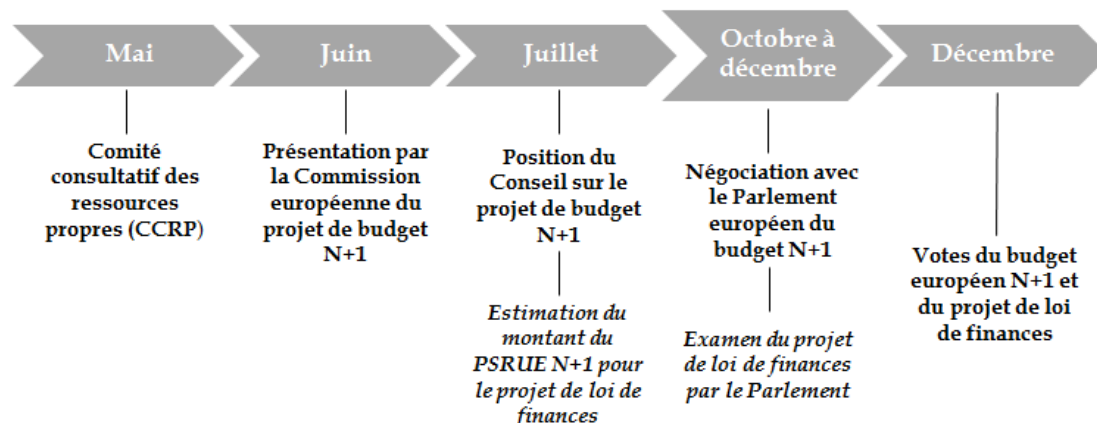 Mai
Juin
Juillet
Octobre à
décembre
Décembre
Comité
consultatif des
ressources
propres (CCRP)
Présentation par
la Commission
européenne du
projet de budget
N+1
Position du
Conseil sur le
projet de budget
N+1
Estimation du
montant du
PSRUE N+1 pour
le projet de loi de
finances
Négociation avec
le Parlement
européen du
budget N+1
Examen du projet
de loi de finances
par le Parlement
Votes du budget
européen N+1 et
du projet de loi
de finances